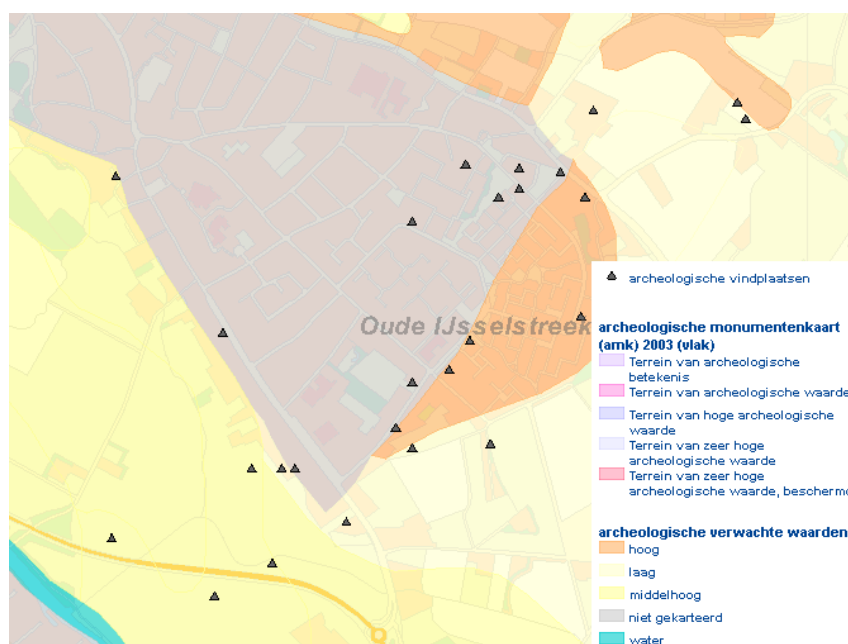 Oude IJsselstreek
archeologische vindplaatsen
archeologische monumentenkaart
(amk) 2003 (vlak)
Terrein van archeologische
betekenis
Terrein van archeologische waarde
Terrein van hoge archeologische
waarde
Terrein van zeer hoge
archeologische waarde
Terrein van zeer hoge
archeologische waarde, bescherm
archeologische verwachte waarden
hoog
laag
middelhoog
niet gekarteerd
water